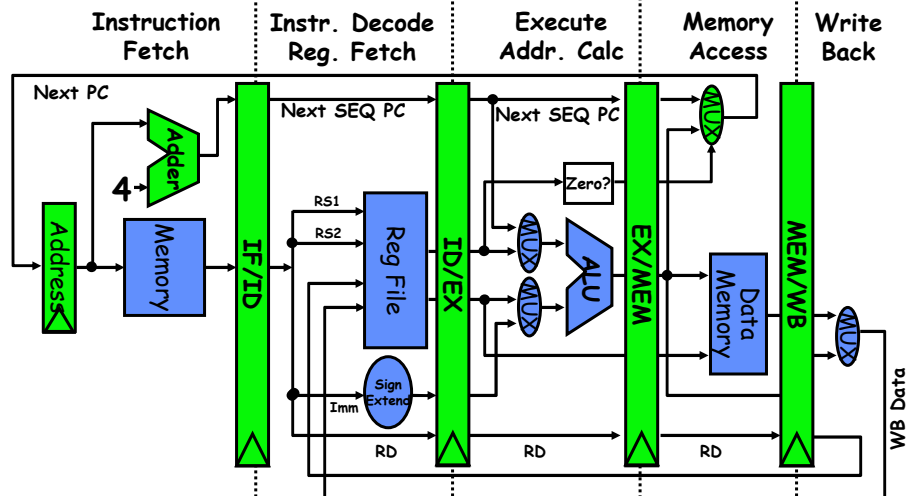 Instruction
Fetch
Instr. Decode
Reg. Fetch
Execute
Addr. Calc
Memory
Access
Write
Back
Next PC
Next SEQ PC
Next SEQ PC
MUX
Adder
4
Zero?
RS1
RS2
Address
Memory
IF/ID
Reg File
ID/EX
MUX
MUX
ALU
EX/MEM
Data
Memory
MEM/WB
MUX
Sign
Extend
Imm
RD
RD
RD
WB Data